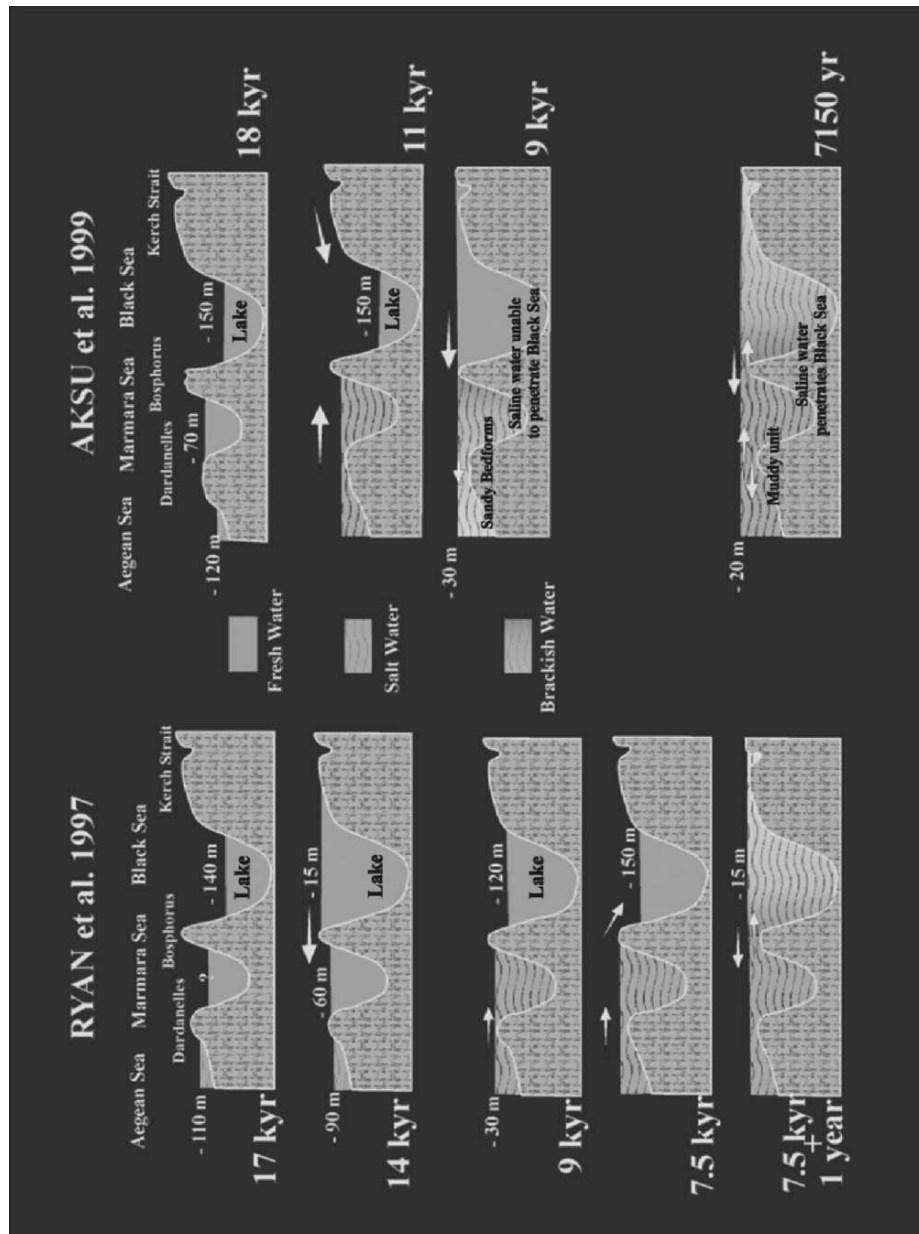 RYAN et al. 1997
Aegean Sea Marmara Sea Black Sea
Dardanelles Bosphorus Kerch Strait
- 110 m
?
- 140 m
Lake
17 kyr
- 90 m
- 60 m
- 15 m
Lake
14 kyr
- 30 m
- 120 m
Lake
9 kyr
- 150 m
7.5 kyr
- 15 m
7.5 kyr
+
1 year
Fresh Water
Salt Water
Brackish Water
AKSU et al. 1999
Aegean Sea Marmara Sea Black Sea
Dardanelles Bosphorus Kerch Strait
- 120 m
- 70 m
- 150 m
Lake
18 kyr
- 150 m
Lake
11 kyr
- 30 m
Sandy Bedforms
Saline water unable
to penetrate Black Sea
9 kyr
- 20 m
Muddy unit
Saline water
penetrates Black Sea
7150 yr